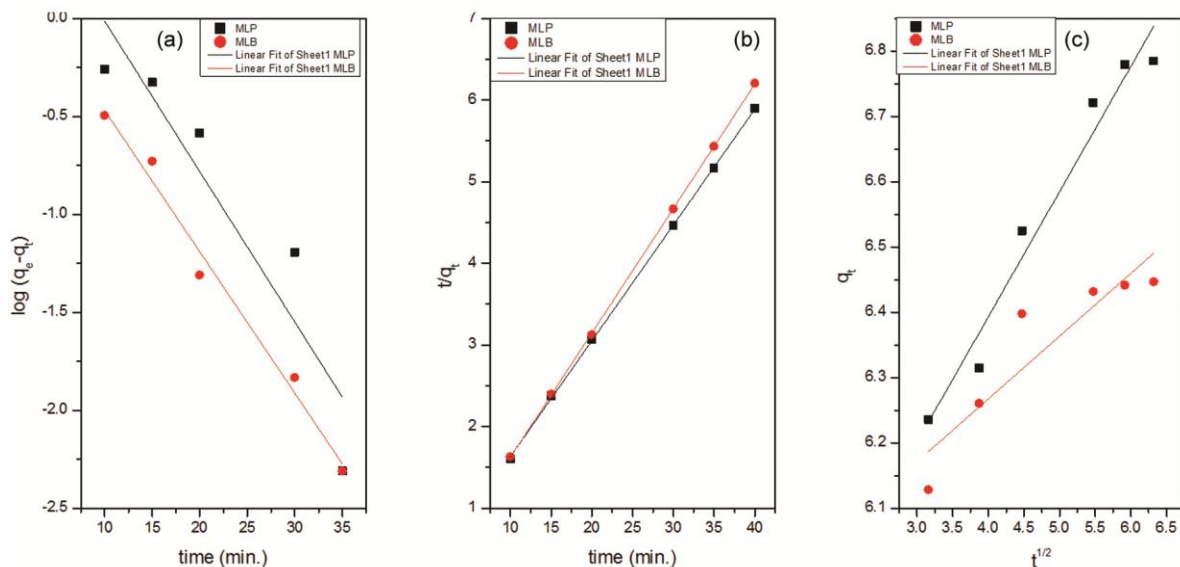 (a)
MLP
MLB
Linear Fit of Sheet1 MLP
Linear Fit of Sheet1 MLB
0.0
-0.5
-1.0
-1.5
-2.0
-2.5
log (qe-qt)
10 15 20 25 30 35
time (min.)
(b)
MLP
MLB
Linear Fit of Sheet1 MLP
Linear Fit of Sheet1 MLB
7
6
5
4
3
2
1
t/qt
10 15 20 25 30 35 40
time (min.)
(c)
MLP
MLB
Linear Fit of Sheet1 MLP
Linear Fit of Sheet1 MLB
6.8
6.7
6.6
6.5
6.4
6.3
6.2
6.1
qt
3.0 3.5 4.0 4.5 5.0 5.5 6.0 6.5
t1/2